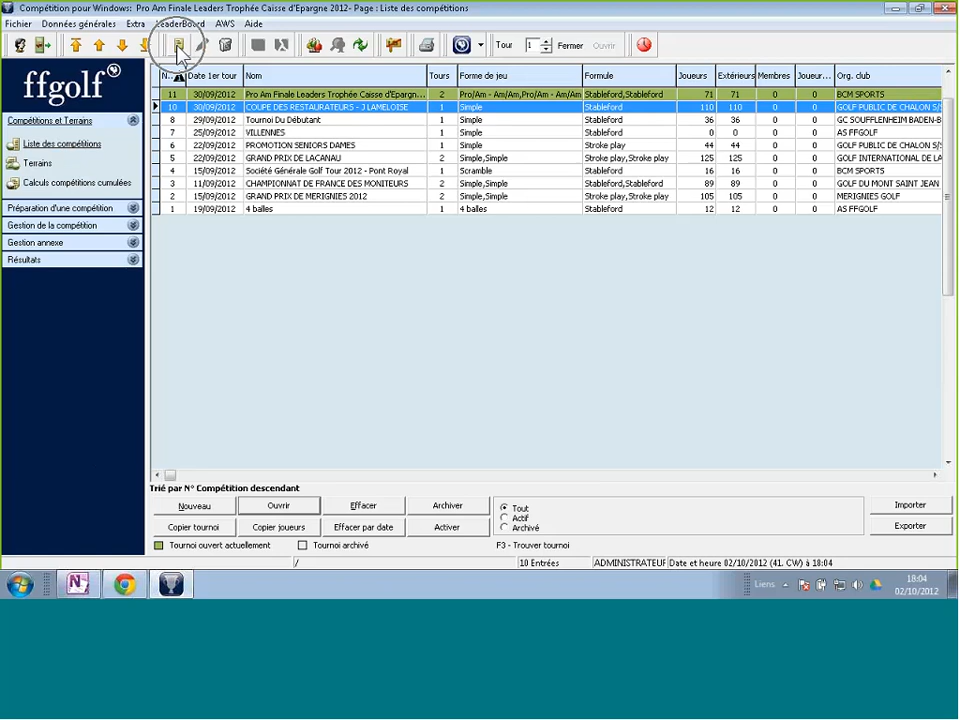 Compétition pour Windows: Pro Am Finale Leaders Trophée Caisse d'Epargne 2012- Page : Liste des compétitions
Fichier Données générales Extra LeaderBoard AWS Aide
Tour 1 Fermer Ouvrir
ffgolf
Compétitions et Terrains
Liste des compétitions
Terrains
Calculs compétitions cumulées
Préparation d'une compétition
Gestion de la compétition
Gestion annexe
Résultats
N.. Date 1er tour Nom Tours Forme de jeu Formule Joueurs Extérieurs Membres Joueur... Org. club
11 30/09/2012 Pro Am Finale Leaders Trophée Caisse d'Epargn... 2 Pro/Am - Am/Am,Pro/Am - Am/Am Stableford,Stableford 71 71 0 0 BCM SPORTS
10 30/09/2012 COUPE DES RESTAURATEURS - J LAMELOISE 1 Simple Stableford 110 110 0 0 GOLF PUBLIC DE CHALON S/S
8 29/09/2012 Tournoi Du Débutant 1 Simple Stableford 36 36 0 0 GC SOUFFLENHEIM BADEN-B
7 25/09/2012 VILLENNES 1 Simple Stableford 0 0 0 0 AS FFGOLF
6 22/09/2012 PROMOTION SENIORS DAMES 1 Simple Stroke play 44 44 0 0 GOLF PUBLIC DE CHALON S/
5 22/09/2012 GRAND PRIX DE LACANAU 2 Simple,Simple Stroke play,Stroke play 125 125 0 0 GOLF INTERNATIONAL DE LA
4 15/09/2012 Société Générale Golf Tour 2012 - Pont Royal 1 Scramble Stableford 16 16 0 0 BCM SPORTS
3 11/09/2012 CHAMPIONNAT DE FRANCE DES MONITEURS 2 Simple,Simple Stableford,Stableford 89 89 0 0 GOLF DU MONT SAINT JEAN
2 15/09/2012 GRAND PRIX DE MERIGNIES 2012 2 Simple,Simple Stroke play,Stroke play 105 105 0 0 MERIGNIES GOLF
1 19/09/2012 4 balles 1 4 balles Stableford 12 12 0 0 AS FFGOLF
Trié par N° Compétition descendant
Nouveau Ouvrir Effacer Archiver Tout Importer
Actif
Copier tournoi Copier joueurs Effacer par date Activer Archivé Exporter
Tournoi ouvert actuellement Tournoi archivé F3 - Trouver tournoi
/ 10 Entrées ADMINISTRATEUR Date et heure 02/10/2012 (41. CW) à 18:04
Liens 18:04
02/10/2012